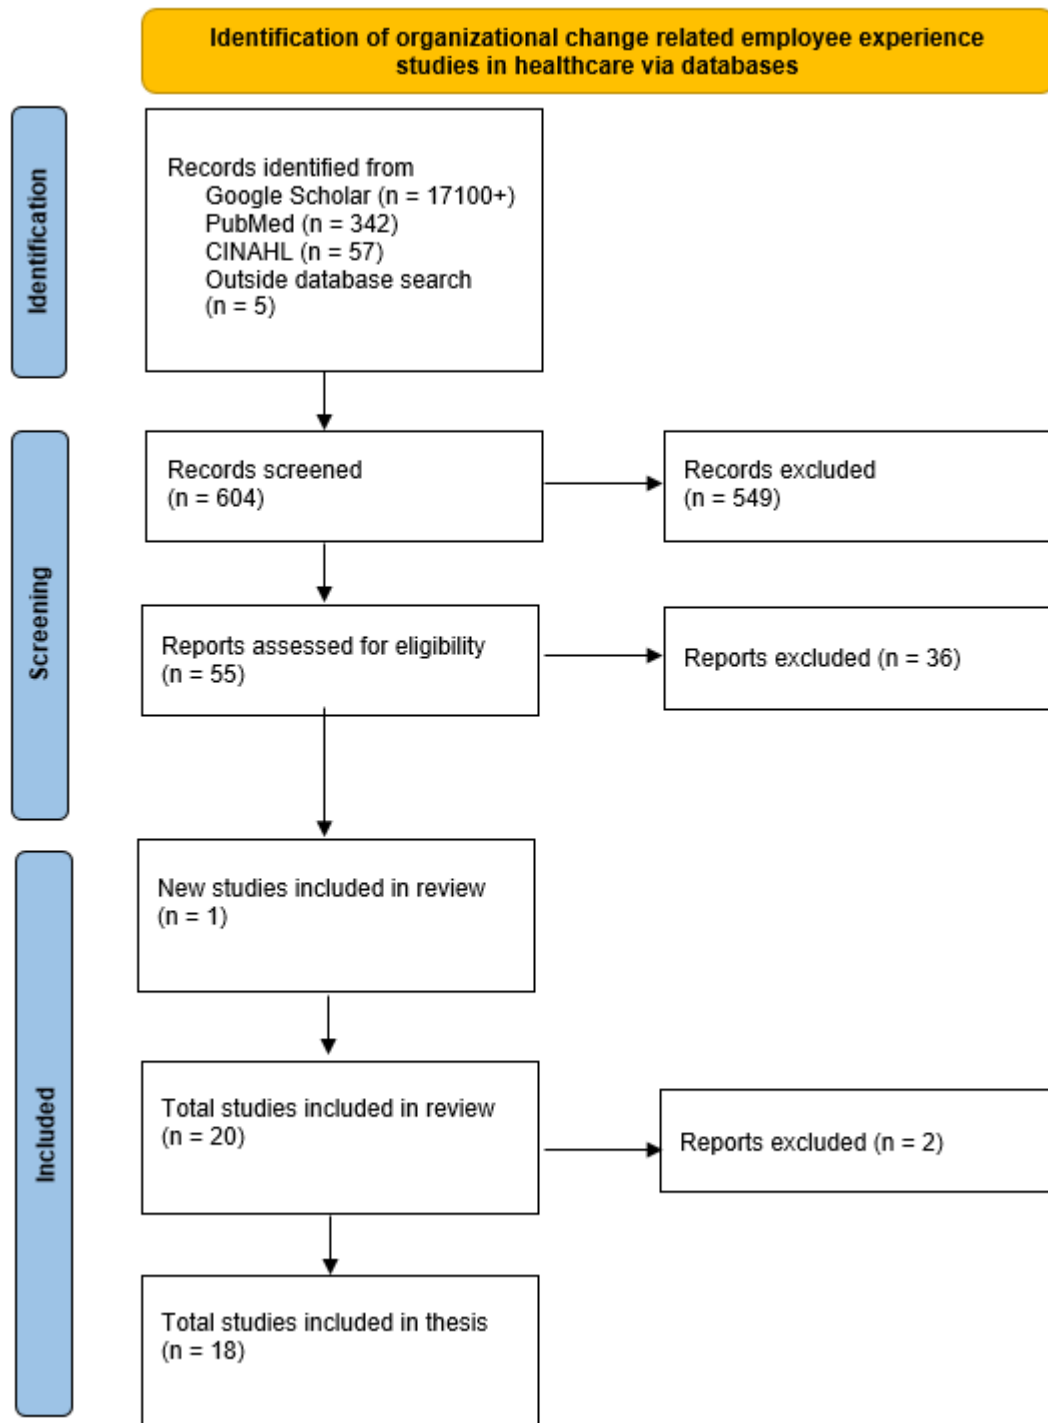 Identification of organizational change related employee experience
studies in healthcare via databases
Identification
Records identified from
Google Scholar (n = 17100+)
PubMed (n = 342)
CINAHL (n = 57)
Outside database search
(n = 5)
Screening
Records screened
(n = 604)
Records excluded
(n = 549)
Reports assessed for eligibility
(n = 55)
Reports excluded (n = 36)
Included
New studies included in review
(n = 1)
Total studies included in review
(n = 20)
Reports excluded (n = 2)
Total studies included in thesis
(n = 18)